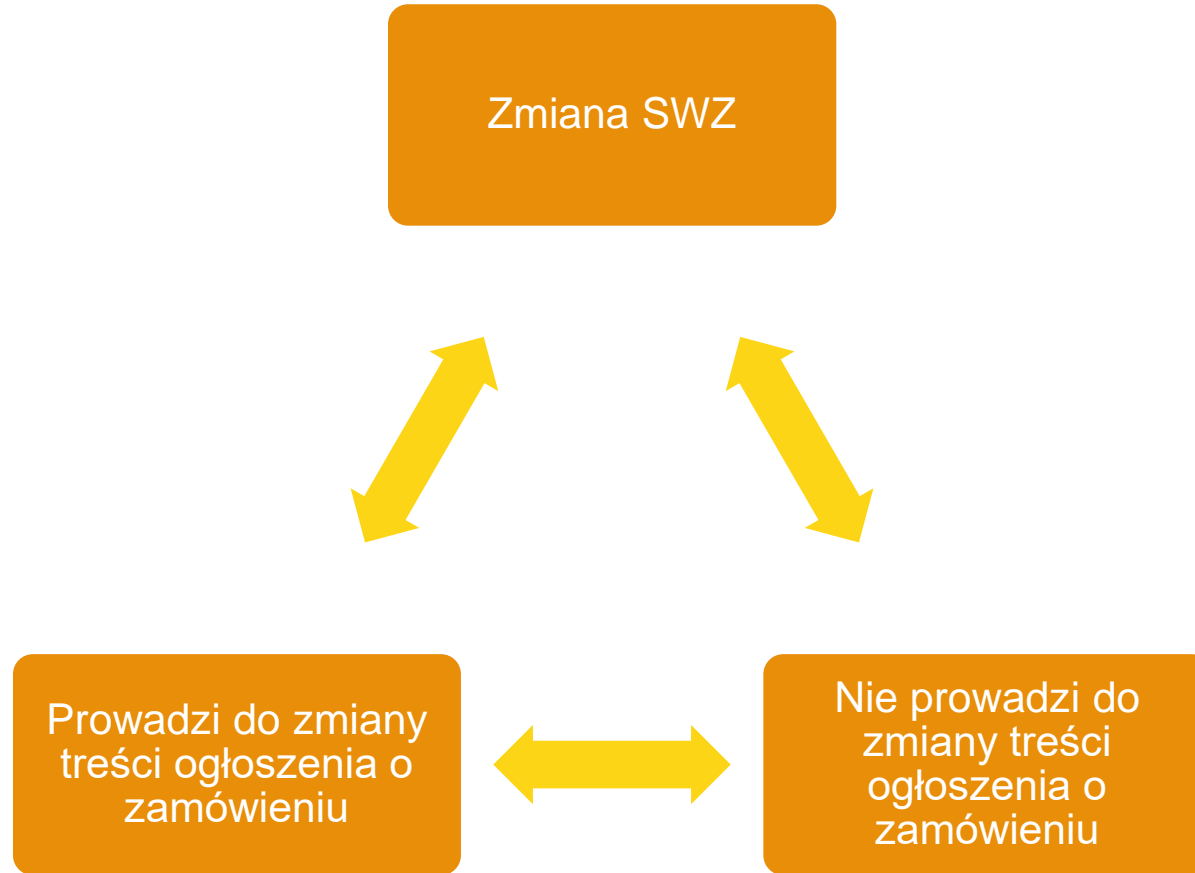 Zmiana SWZ
Prowadzi do zmiany
treści ogłoszenia o
zamówieniu
Nie prowadzi do
zmiany treści
ogłoszenia o
zamówieniu